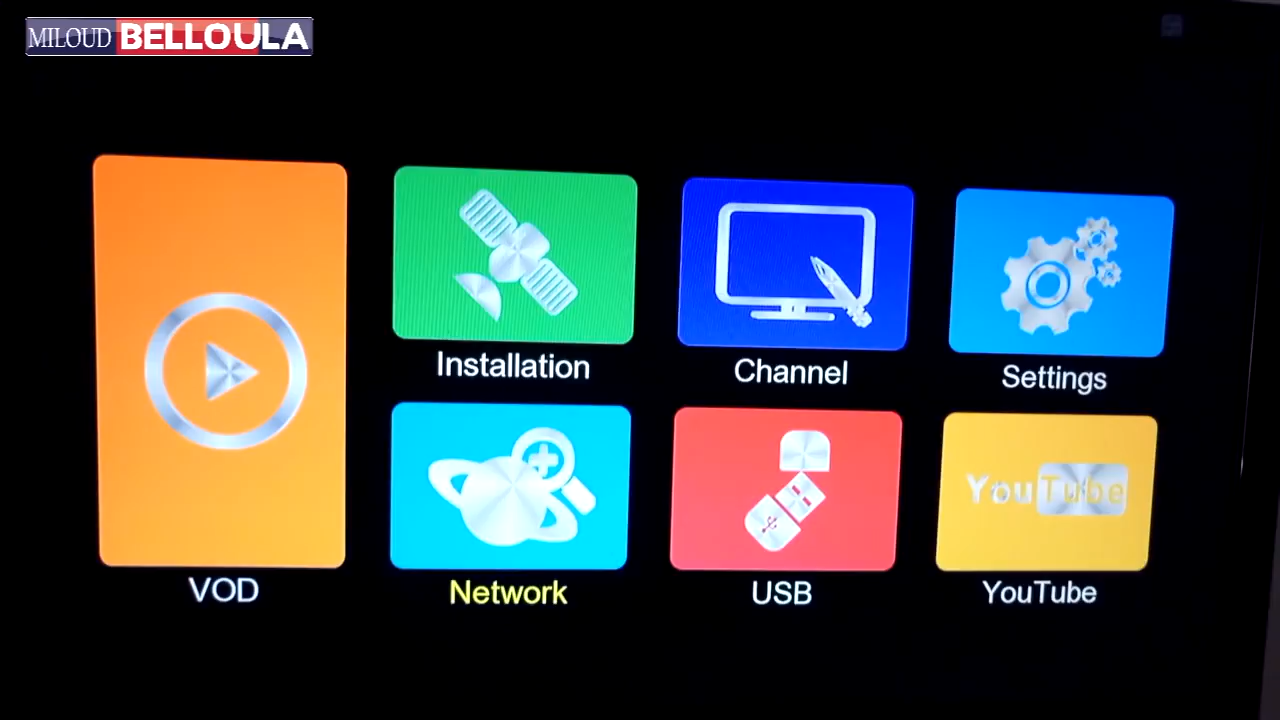 MILOUD BELLOULA
Installation
Channel
Settings
VOD
YouTube
Network
USB
YouTube